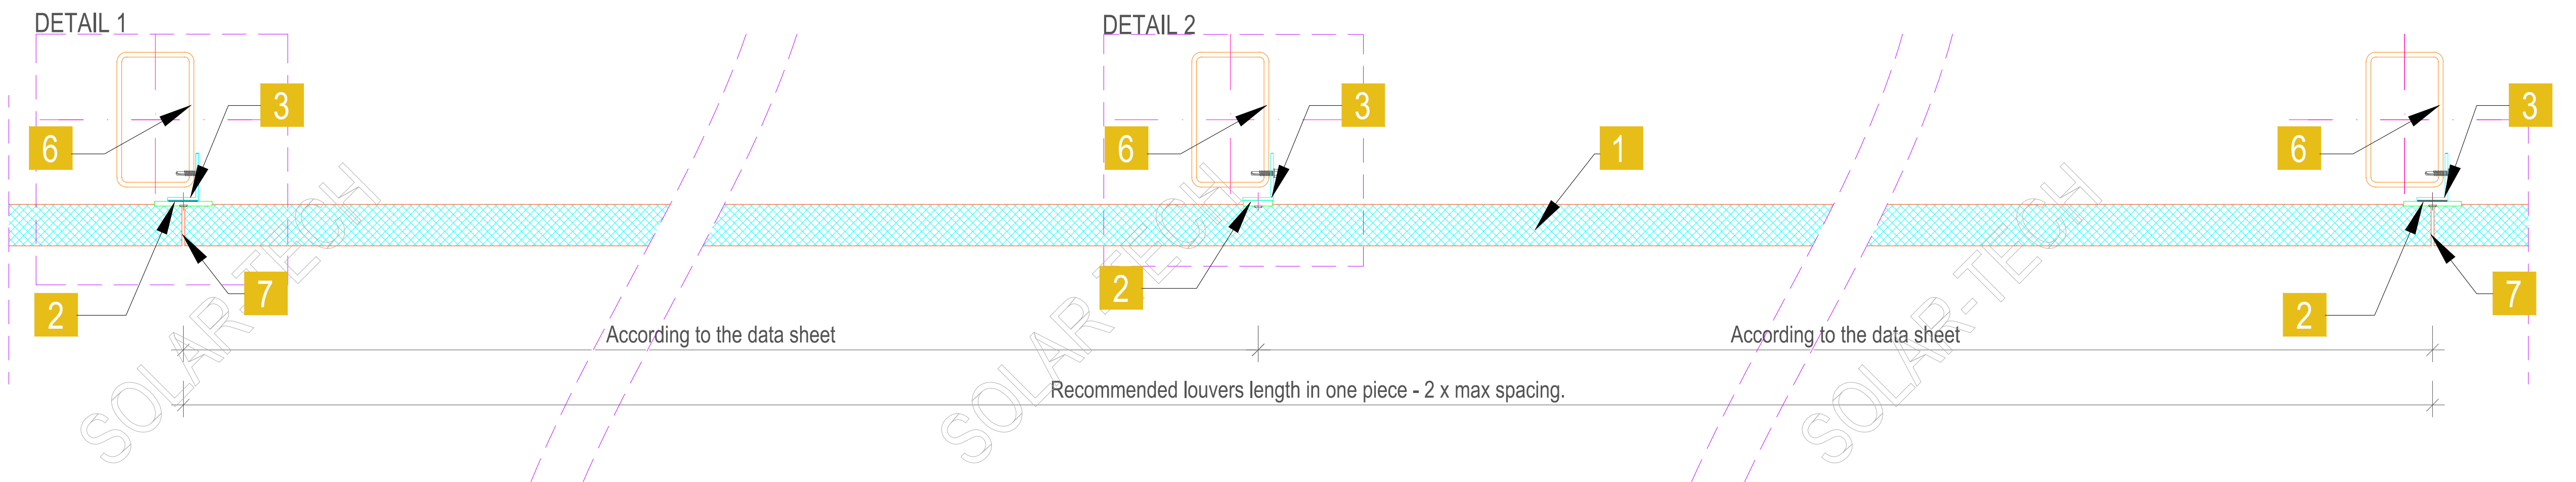 DETAIL 1
DETAIL 2
3
3
3
6
6
1
6
2
7
2
2
7
According to the data sheet
According to the data sheet
Recommended louvers length in one piece - 2 x max spacing.
SOLAR-TECH
SOLAR-TECH
SOLAR-TECH